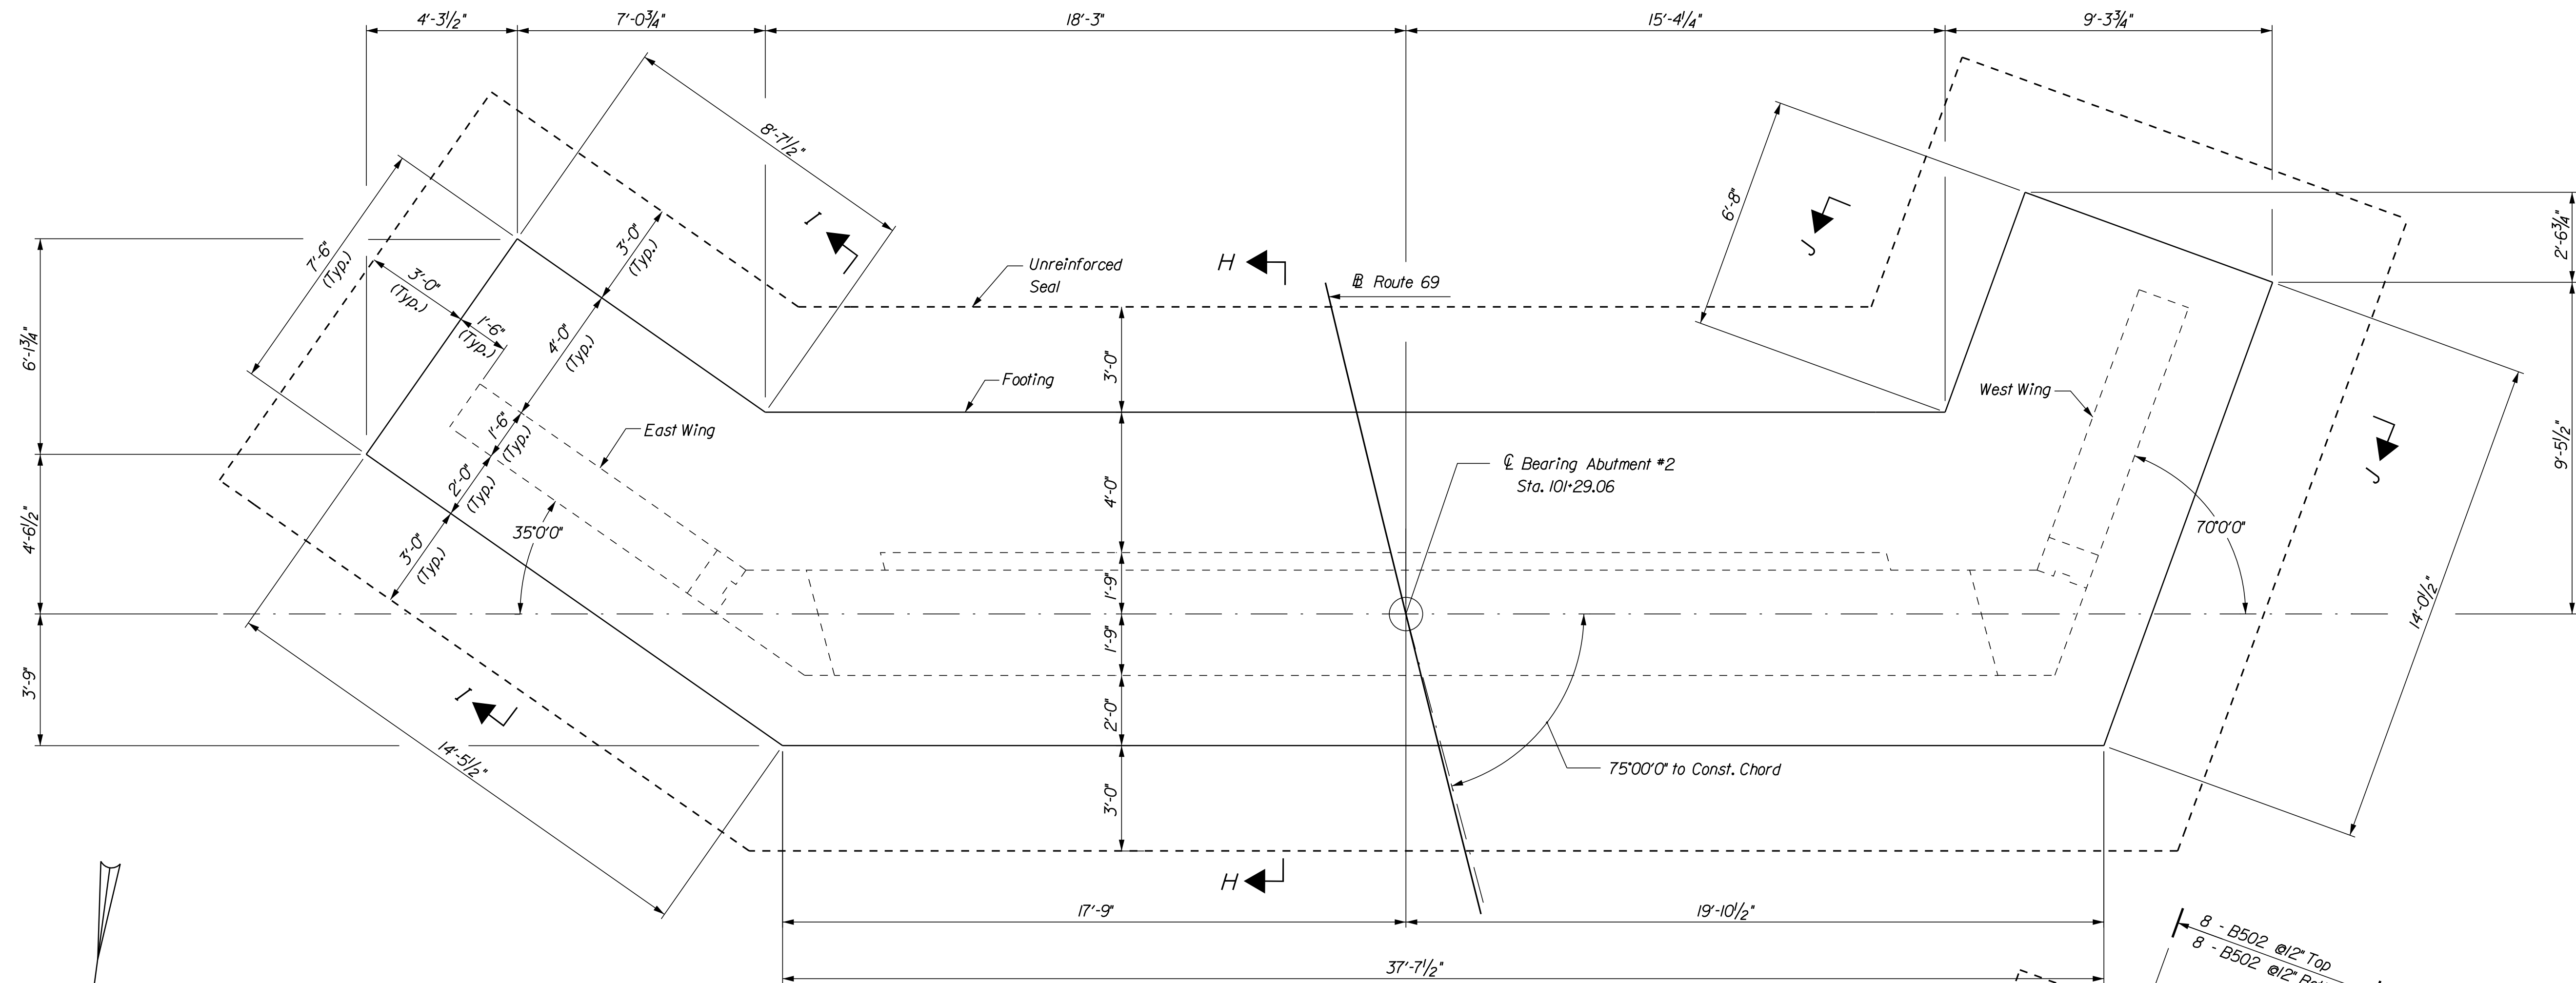 4'-3½" 7'-0¾" 18'-3" 15'-4¼" 9'-3¾"
8'-7½"
6'-8"
J
2'-6¾"
I
3'-0"
(Typ.)
7'-6"
(Typ.)
3'-0"
(Typ.)
1'-6"
(Typ.)
4'-0"
(Typ.)
Unreinforced
Seal
H
℄ Route 69
6'-1¾"
3'-0"
Footing
West Wing
East Wing
1'-6"
(Typ.)
2'-0"
(Typ.)
3'-0"
(Typ.)
35°0'0"
4'-0"
℄ Bearing Abutment #2
Sta. 101+29.06
J
9'-5½"
70°0'0"
4'-6½"
1'-9"
1'-9"
14'-0½"
3'-9"
I
2'-0"
14'-5½"
75°00'0" to Const. Chord
3'-0"
H
17'-9" 19'-10½"
37'-7½"
8 - B502 @12" Top
8 - B502 @12"